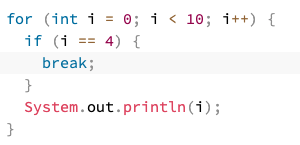 for (int i = 0; i < 10; i++) {
  if (i == 4) {
    break;
  }
  System.out.println(i);
}